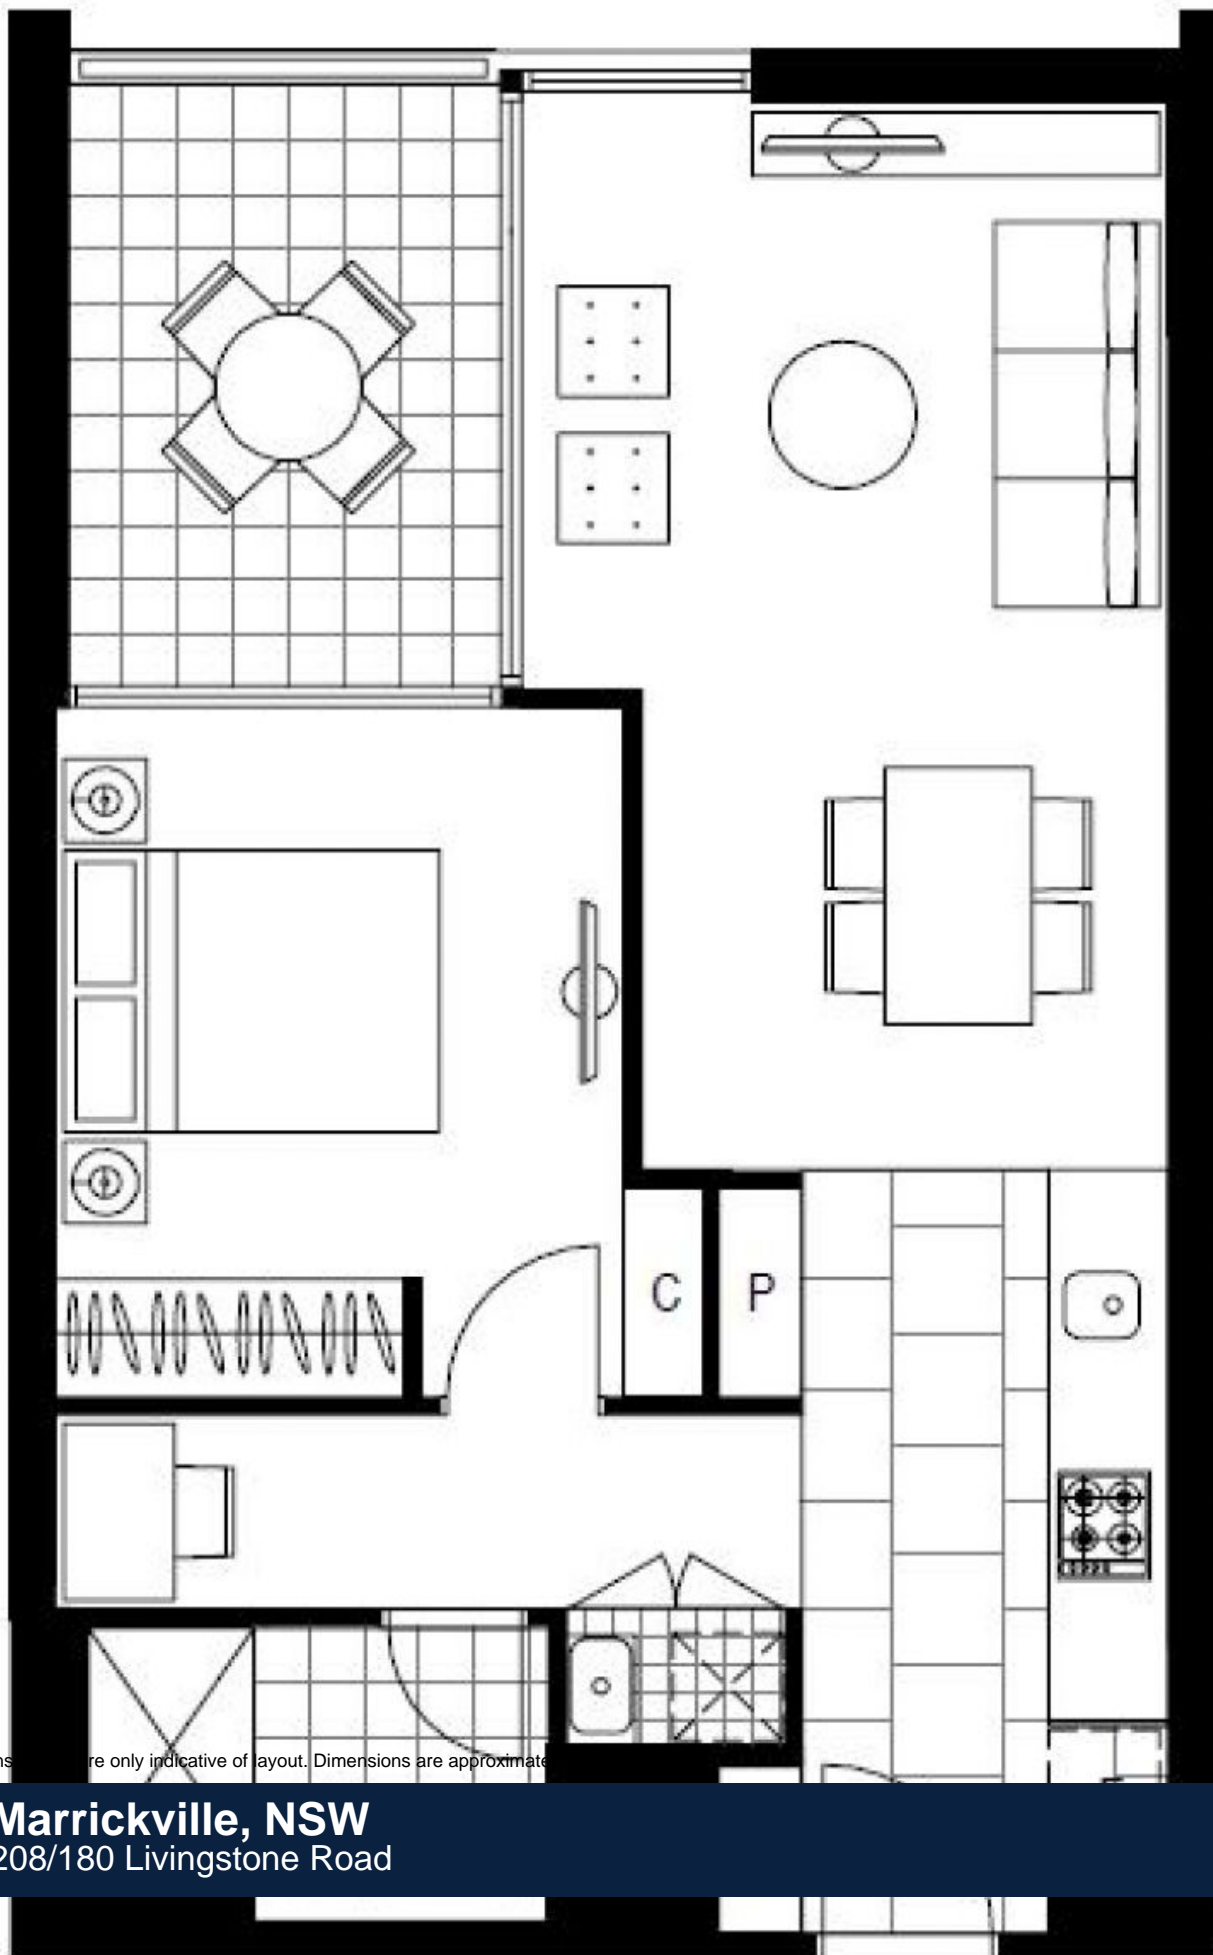 C P
re only indicative of layout. Dimensions are approximate
Marrickville, NSW
208/180 Livingstone Road